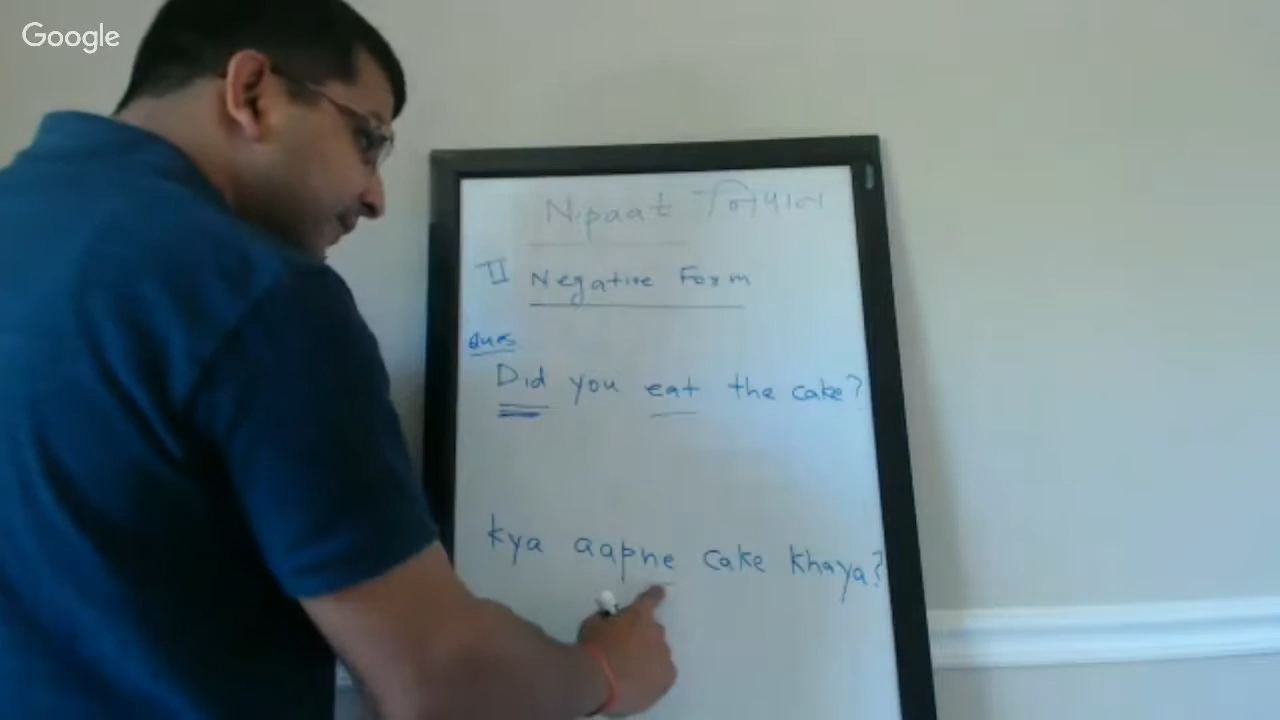 Google
Nipaat निपात
II Negative Form
Ques
Did you eat the cake?
kya aapne cake khaya?